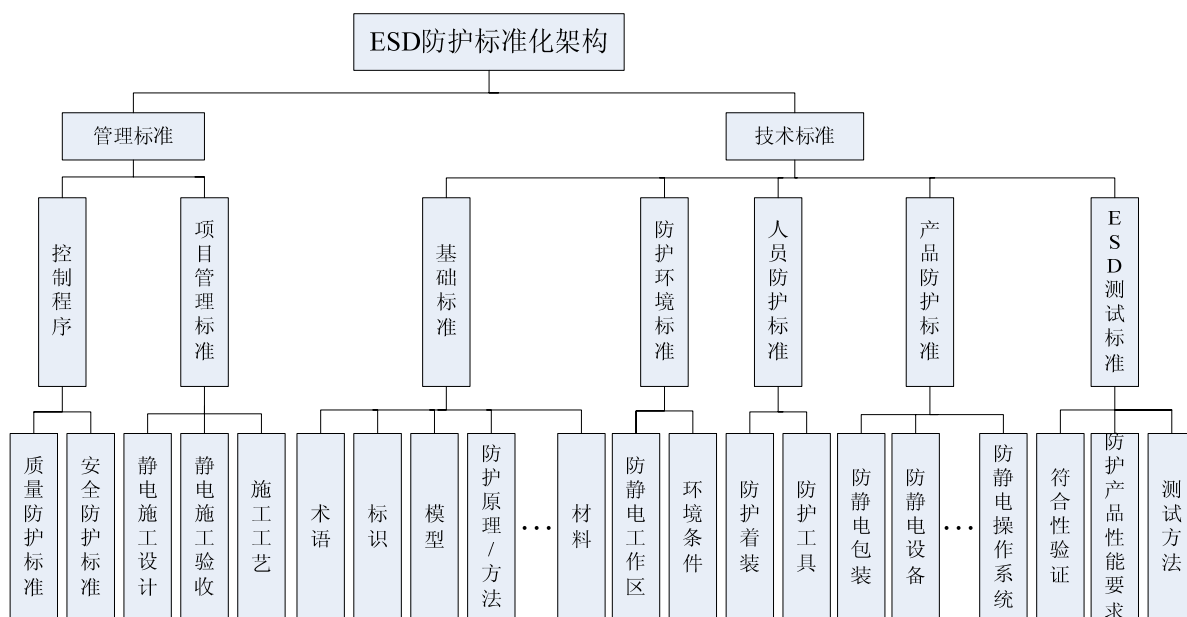 ESD防护标准化架构
管理标准
技术标准
控制程序
项目管理标准
基础标准
防护环境标准
人员防护标准
产品防护标准
ESD测试标准
质量防护标准
安全防护标准
静电施工设计
静电施工验收
施工工艺
术语
标识
模型
防护原理/方法
...
材料
防静电工作区
环境条件
防护着装
防护工具
防静电包装
防静电设备
...
防静电操作系统
符合性验证
防护产品性能要求
测试方法